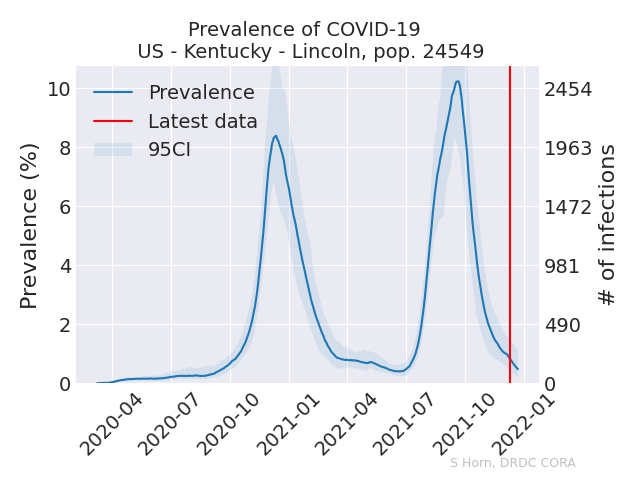 Prevalence of COVID-19
US - Kentucky - Lincoln, pop. 24549
Prevalence
Latest data
95CI
Prevalence (%)
10
8
6
4
2
0
2454
1963
1472
981
490
0
# of infections
2020-04
2020-07
2020-10
2021-01
2021-04
2021-07
2021-10
2022-01
S Horn, DRDC CORA